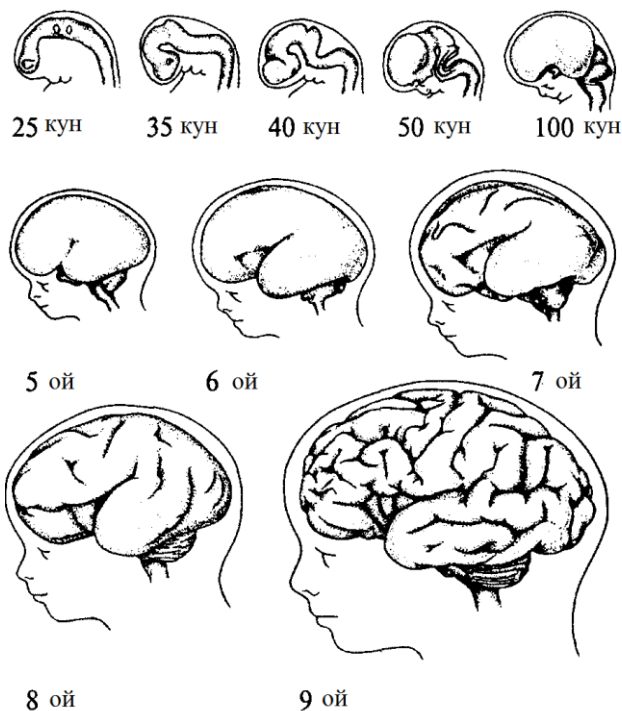 25 кун 35 кун 40 кун 50 кун 100 кун
5 ой 6 ой 7 ой
8 ой 9 ой